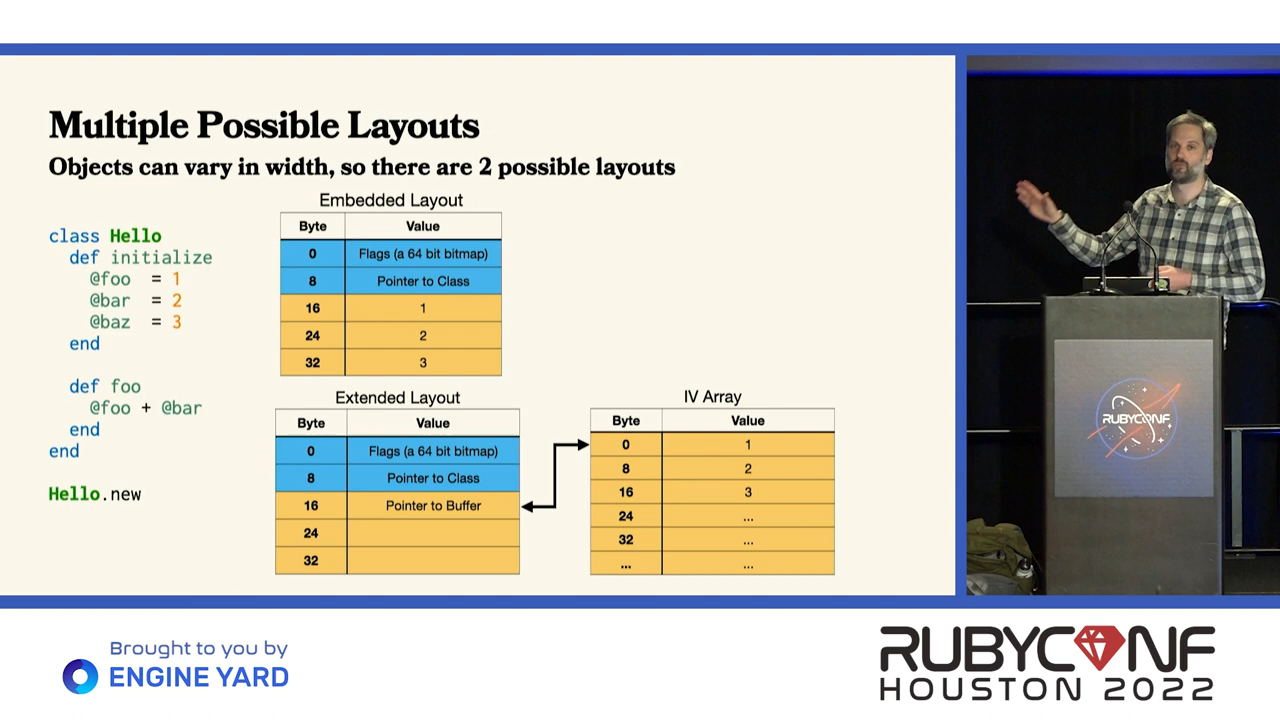 Multiple Possible Layouts
Objects can vary in width, so there are 2 possible layouts
class Hello
def initialize
@foo = 1
@bar = 2
@baz = 3
end
def foo
@foo + @bar
end
end
Hello.new
Embedded Layout
Byte Value
0 Flags (a 64 bit bitmap)
8 Pointer to Class
16 1
24 2
32 3
Extended Layout
Byte Value
0 Flags (a 64 bit bitmap)
8 Pointer to Class
16 Pointer to Buffer
24
32
IV Array
Byte Value
0 1
8 2
16 3
24 ...
32 ...
... ...
RUBYCONF
Brought to you by
ENGINE YARD
RUBYCONF
HOUSTON 2022